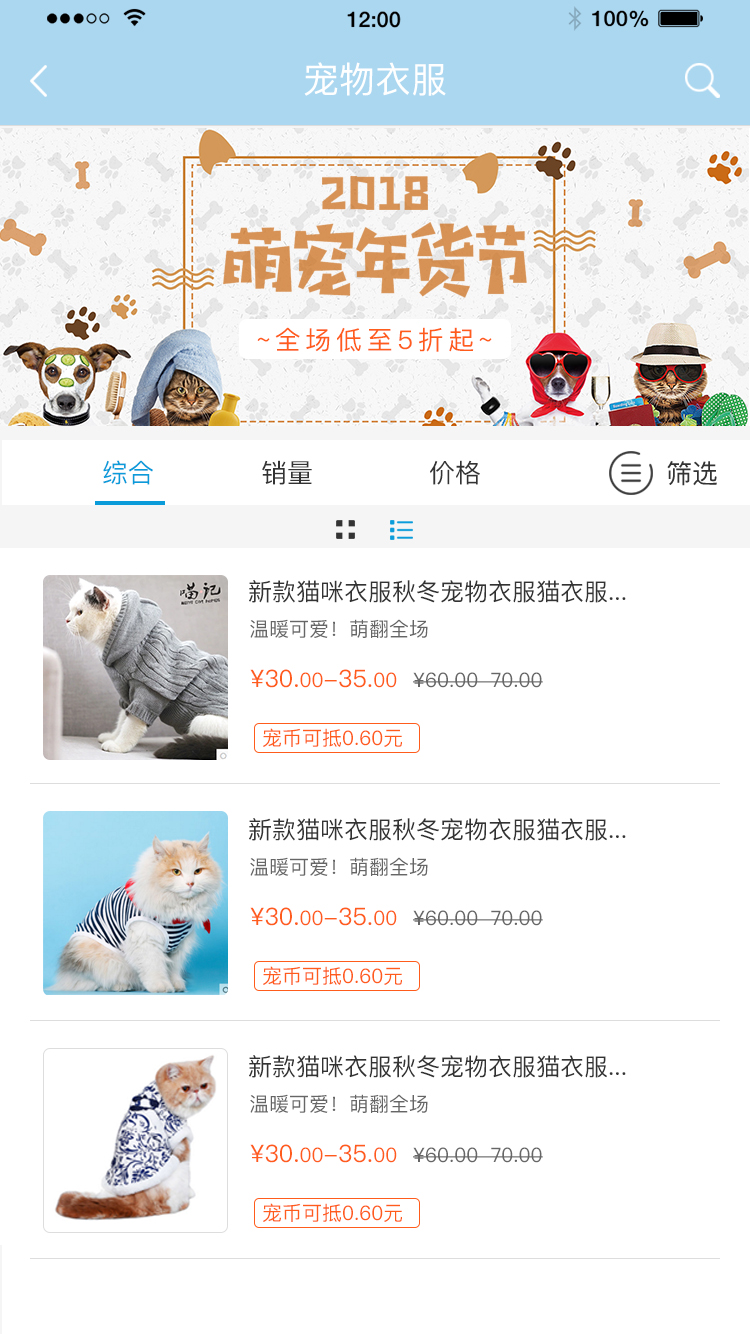 12:00
100%
宠物衣服
2018
萌宠年货节
~全场低至5折起~
综合
销量
价格
筛选
喵记
新款猫咪衣服秋冬宠物衣服猫衣服...
温暖可爱！萌翻全场
¥30.00–35.00 ¥60.00–70.00
宠币可抵0.60元
新款猫咪衣服秋冬宠物衣服猫衣服...
温暖可爱！萌翻全场
¥30.00–35.00 ¥60.00–70.00
宠币可抵0.60元
新款猫咪衣服秋冬宠物衣服猫衣服...
温暖可爱！萌翻全场
¥30.00–35.00 ¥60.00–70.00
宠币可抵0.60元